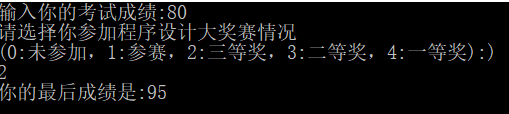 输入你的考试成绩:80
请选择你参加程序设计大奖赛情况
(0:未参加，1:参赛，2:三等奖，3:二等奖，4:一等奖):)
2
你的最后成绩是:95